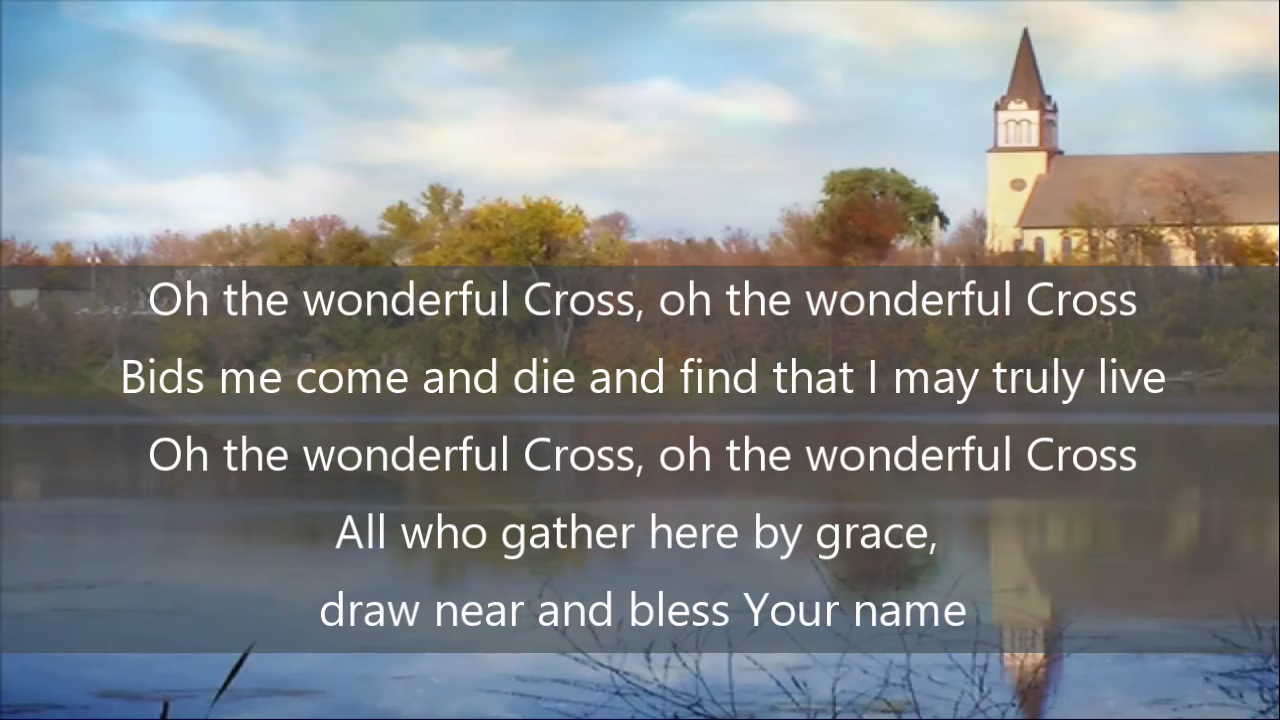 Oh the wonderful Cross, oh the wonderful Cross
Bids me come and die and find that I may truly live
Oh the wonderful Cross, oh the wonderful Cross
All who gather here by grace,
draw near and bless Your name